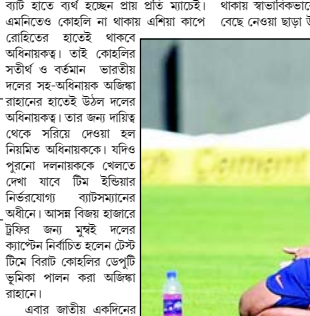 ব্যাট হাতে ব্যর্থ হচ্ছেন প্রায় প্রতি ম্যাচেই।
এমনিতেও কোহলি না থাকায় এশিয়া কাপে
রোহিতের হাতেই থাকবে
অধিনায়কত্ব। তাই কোহলির
সতীর্থ ও বর্তমান ভারতীয়
দলের সহ-অধিনায়ক অজিঙ্কা
রাহানের হাতেই উঠল দলের
অধিনায়কত্ব। তার জন্য দায়িত্ব
থেকে সরিয়ে দেওয়া হল
নিয়মিত অধিনায়ককে। যদিও
পুরনো দলনায়ককে খেলতে
দেখা যাবে টিম ইন্ডিয়ার
নির্ভরযোগ্য ব্যাটসম্যানের
অধীনে। আসন্ন বিজয় হাজারে
ট্রফির জন্য মুম্বই দলের
ক্যাপ্টেন নির্বাচিত হলেন টেস্ট
টিমে বিরাট কোহলির ডেপুটি
ভূমিকা পালন করা অজিঙ্কা
রাহানে।
এবার জাতীয় একদিনের
থাকায় স্বাভাবিকভাবে
বেছে নেওয়া ছাড়া